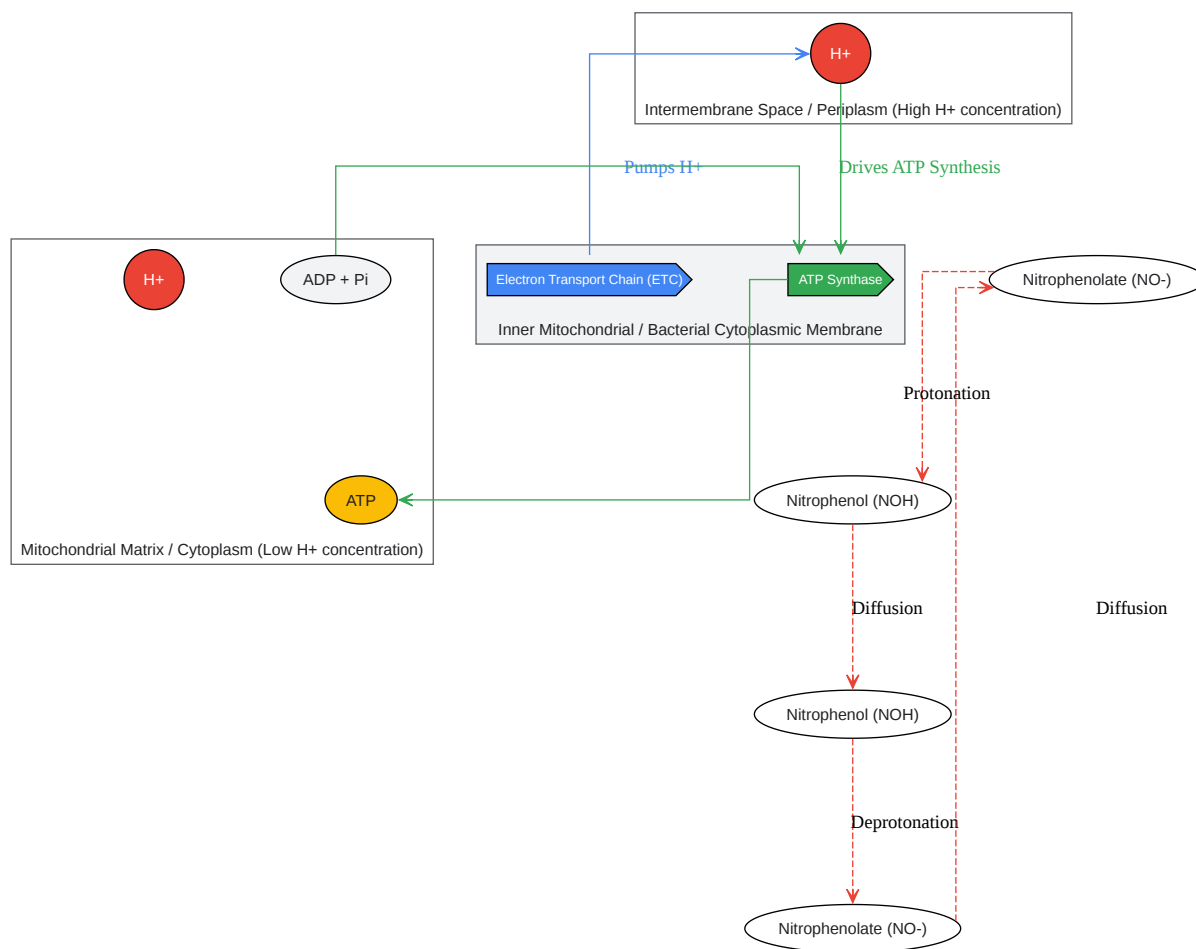 H+
Intermembrane Space / Periplasm (High H+ concentration)
Pumps H+
Drives ATP Synthesis
H+
ADP + Pi
Electron Transport Chain (ETC)
ATP Synthase
Nitrophenolate (NO-)
Inner Mitochondrial / Bacterial Cytoplasmic Membrane
Protonation
ATP
Nitrophenol (NOH)
Mitochondrial Matrix / Cytoplasm (Low H+ concentration)
Diffusion
Diffusion
Nitrophenol (NOH)
Deprotonation
Nitrophenolate (NO-)